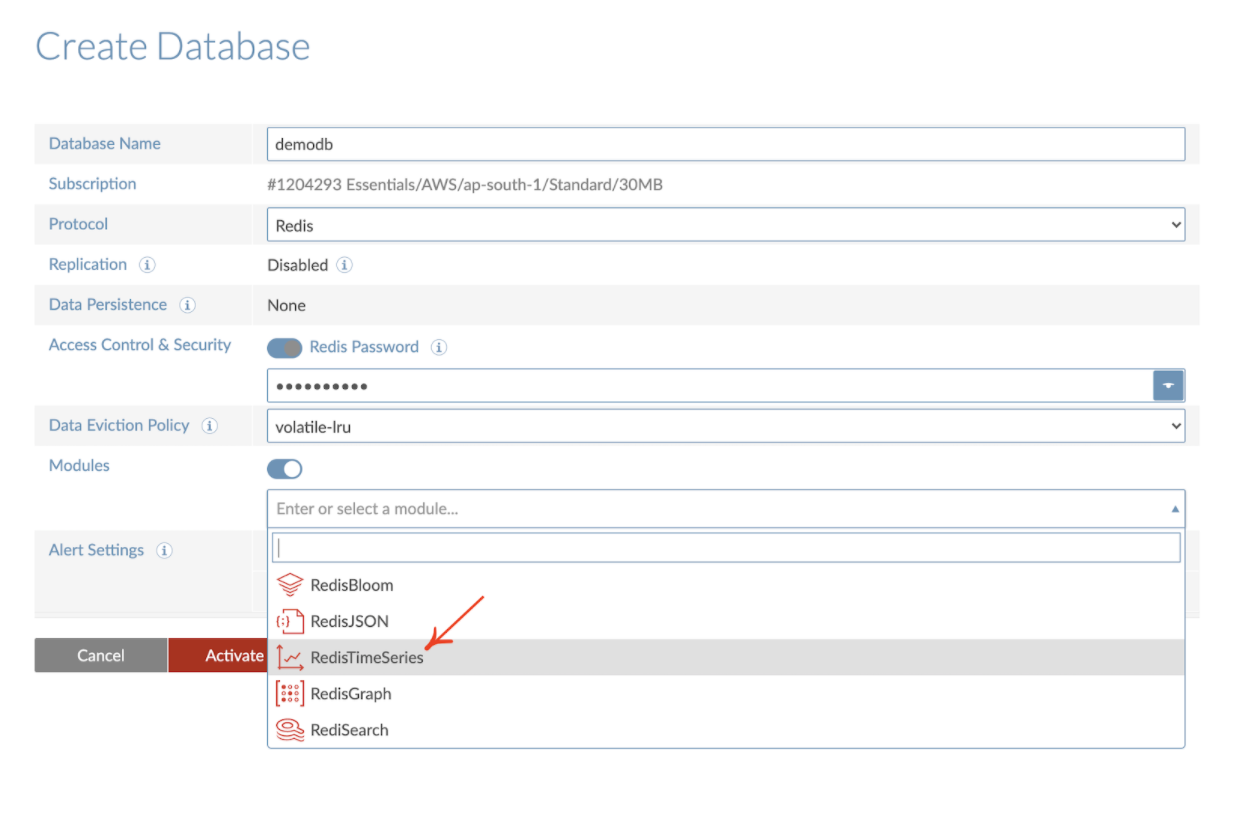 Create Database
Database Name demodb
Subscription #1204293 Essentials/AWS/ap-south-1/Standard/30MB
Protocol Redis
Replication Disabled
Data Persistence None
Access Control & Security Redis Password
••••••••••
Data Eviction Policy volatile-lru
Modules
Enter or select a module...
Alert Settings
RedisBloom
RedisJSON
Cancel Activate RedisTimeSeries
RedisGraph
RediSearch